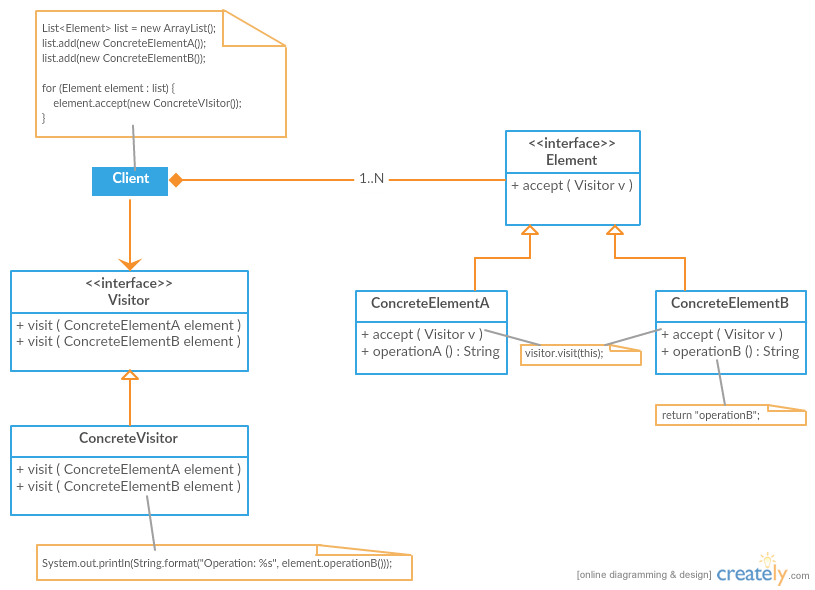 List<Element> list = new ArrayList();
list.add(new ConcreteElementA());
list.add(new ConcreteElementB());
for (Element element : list) {
element.accept(new ConcreteVIsitor());
}
Client
1..N
<<interface>>
Element
+ accept ( Visitor v )
<<interface>>
Visitor
+ visit ( ConcreteElementA element )
+ visit ( ConcreteElementB element )
ConcreteElementA
+ accept ( Visitor v )
+ operationA () : String
visitor.visit(this);
ConcreteElementB
+ accept ( Visitor v )
+ operationB () : String
return "operationB";
ConcreteVisitor
+ visit ( ConcreteElementA element )
+ visit ( ConcreteElementB element )
System.out.println(String.format("Operation: %s", element.operationB()));
[online diagramming & design] creately.com